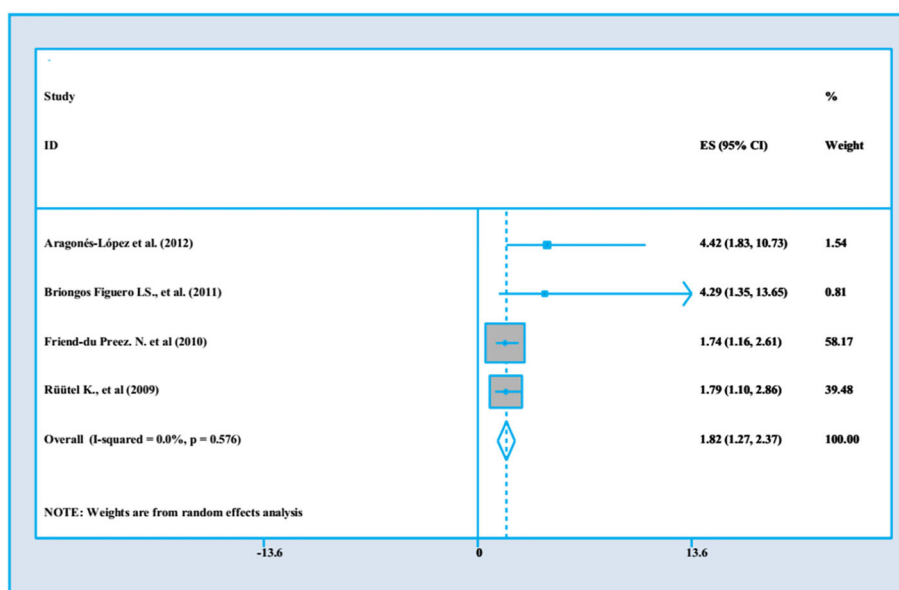 Study %
ID ES (95% CI) Weight
Aragonés-López et al. (2012) 4.42 (1.83, 10.73) 1.54
Briongos Figuero LS., et al. (2011) 4.29 (1.35, 13.65) 0.81
Friend-du Preez. N. et al (2010) 1.74 (1.16, 2.61) 58.17
Rüütel K., et al (2009) 1.79 (1.10, 2.86) 39.48
Overall (I-squared = 0.0%, p = 0.576) 1.82 (1.27, 2.37) 100.00
NOTE: Weights are from random effects analysis
-13.6 0 13.6